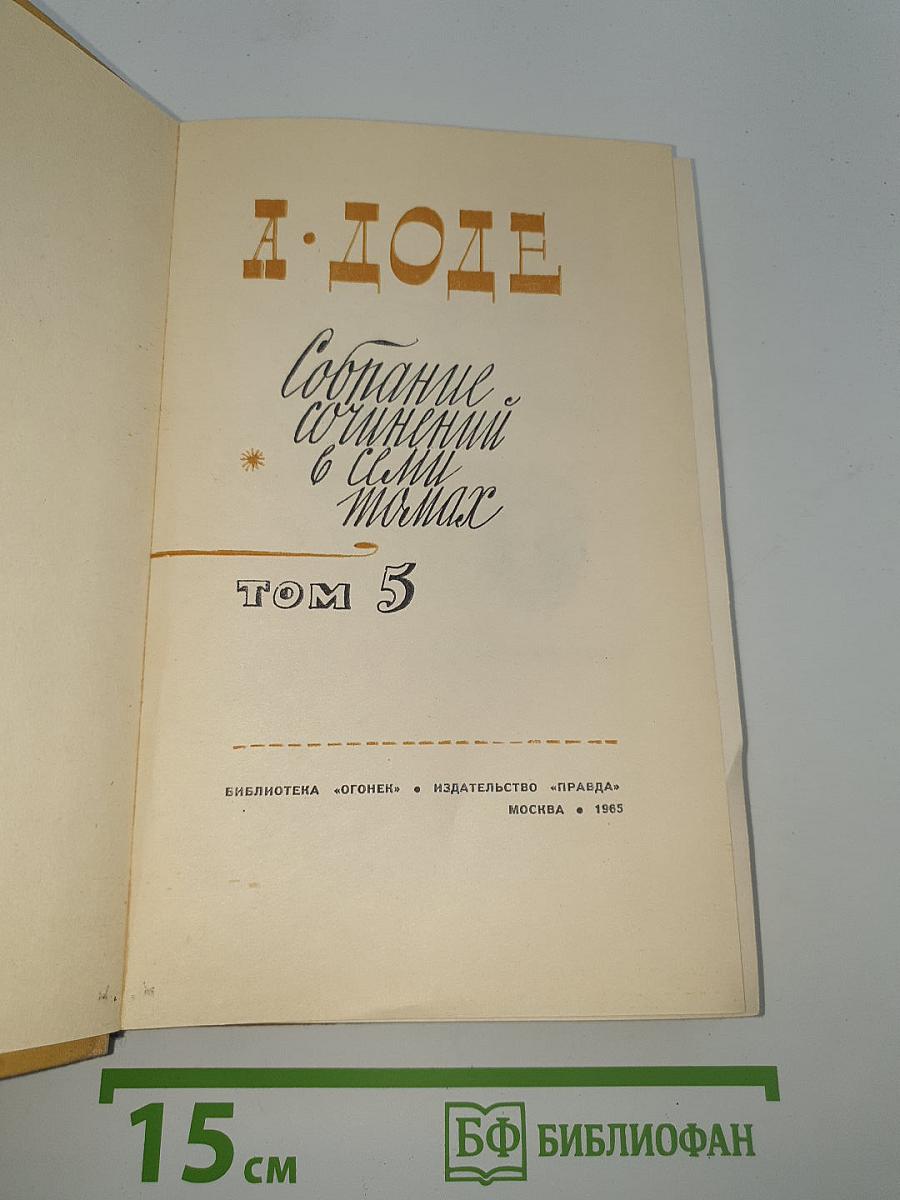 А·ДОДЕ
Собрание
сочинений
в семи
томах
ТОМ 5
БИБЛИОТЕКА «ОГОНЕК» • ИЗДАТЕЛЬСТВО «ПРАВДА»
МОСКВА • 1965
15 см
БФ БИБЛИОФАН